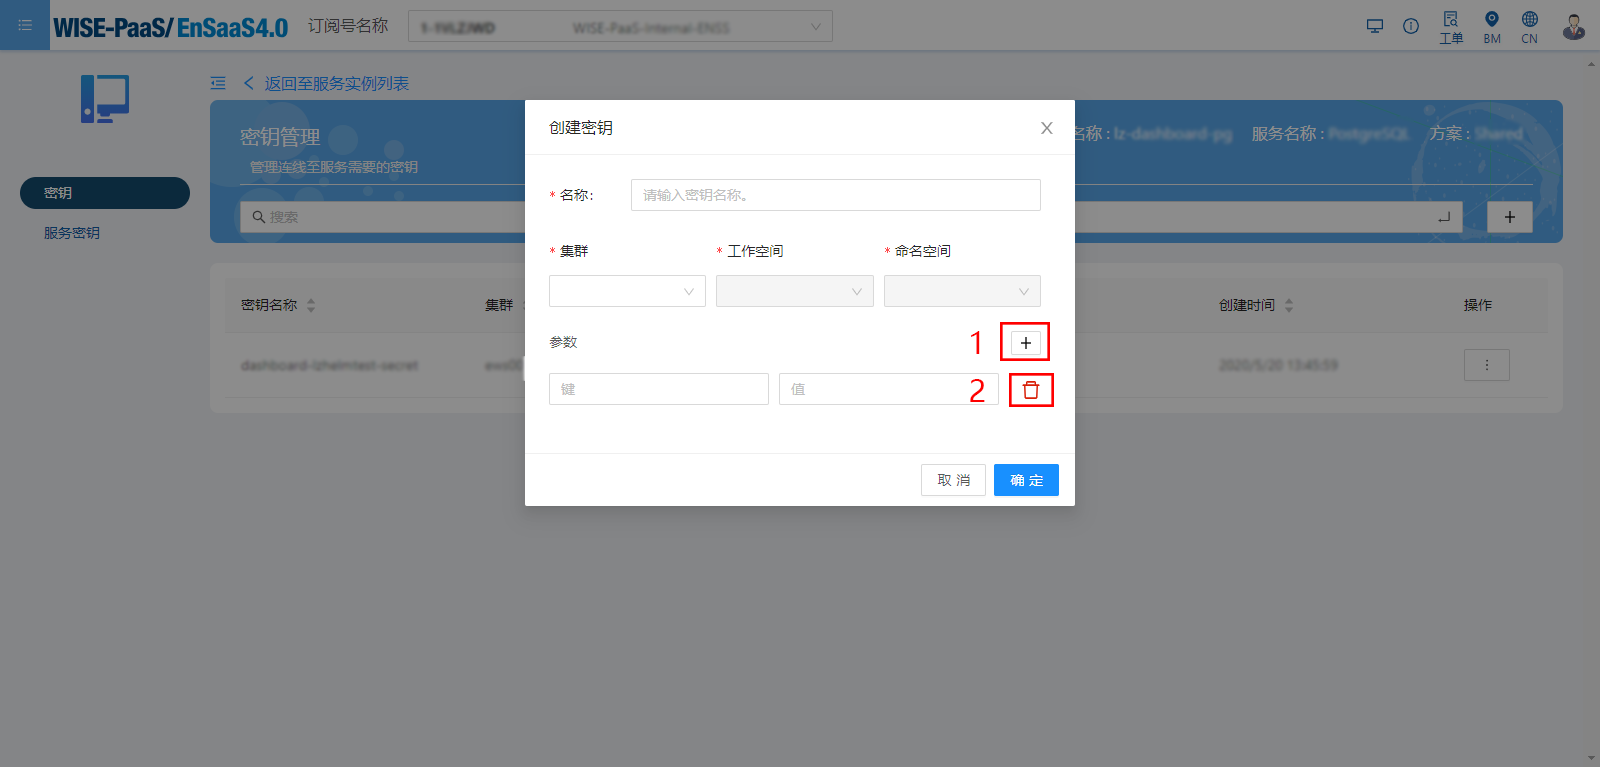 WISE-PaaS/ EnSaaS4.0
订阅号名称
WISE-PaaS-Internal-ENSS
工单
BM
CN
返回至服务实例列表
密钥管理
管理连线至服务需要的密钥
名称 : lz-dashboard-pg
服务名称 : PostgreSQL
方案 : Shared
搜索
密钥
服务密钥
密钥名称
集群
创建时间
操作
dashboard-lzhelmtest-secret
2020/5/20 13:45:59
创建密钥
* 名称:
请输入密钥名称。
* 集群
* 工作空间
* 命名空间
参数
1
键
值
2
取 消
确 定